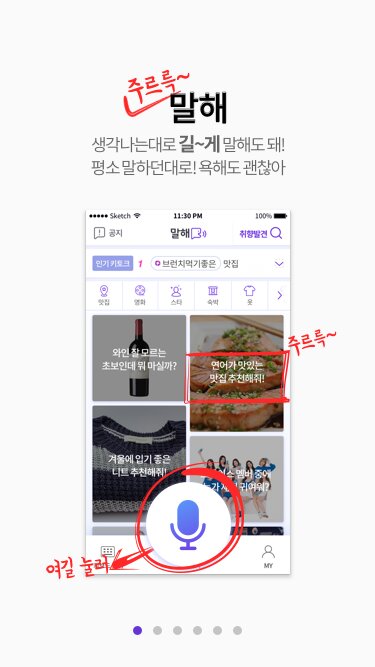 주르륵~
말해
생각나는대로 길~게 말해도 돼!
평소 말하던대로! 욕해도 괜찮아
Sketch 11:30 PM 100%
공지 말해 취향발견
인기 키토크 1 브런치먹기좋은 맛집
맛집 영화 스타 숙박 옷
와인 잘 모르는
초보인데 뭐 마실까?
주르륵~
연어가 맛있는
맛집 추천해줘!
겨울에 입기 좋은
니트 추천해줘!
멤버 중에
귀여워?
여길 눌러
MY